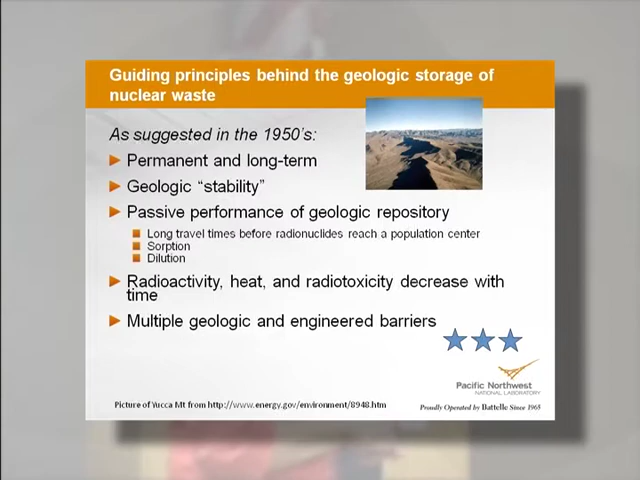 Guiding principles behind the geologic storage of
nuclear waste
As suggested in the 1950's:
Permanent and long-term
Geologic “stability”
Passive performance of geologic repository
Long travel times before radionuclides reach a population center
Sorption
Dilution
Radioactivity, heat, and radiotoxicity decrease with
time
Multiple geologic and engineered barriers
Pacific Northwest
NATIONAL LABORATORY
Picture of Yucca Mt from http://www.energy.gov/environment/8948.htm
Proudly Operated by Battelle Since 1965